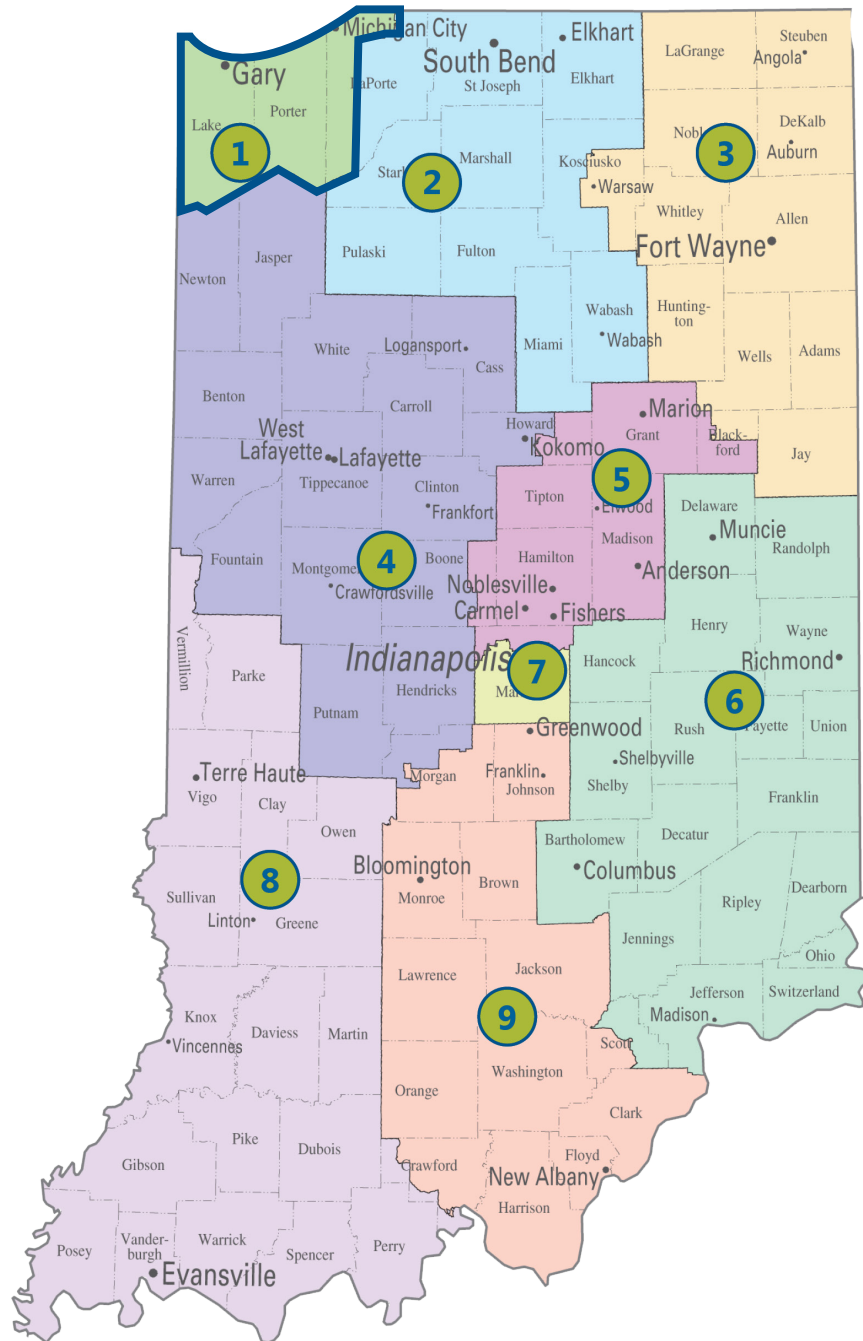 Michigan City
Elkhart
Steuben
LaGrange
South Bend
Angola
Gary
LaPorte
St Joseph
Elkhart
Lake
Porter
DeKalb
Nobl
1
2
3
Auburn
Marshall
Kosciusko
Star
Warsaw
Whitley
Allen
Fort Wayne
Pulaski
Fulton
Jasper
Newton
Hunting-
ton
Wabash
Wabash
Miami
White
Logansport
Cass
Wells
Adams
Benton
Carroll
Marion
Howard
Kokomo
Grant
Black-
ford
West
Lafayette
Lafayette
Jay
Warren
Tippecanoe
Clinton
Frankfort
5
Tipton
Elwood
Delaware
Muncie
Randolph
Fountain
Montgome
4
Boone
Crawfordsville
Hamilton
Madison
Anderson
Noblesville
Carmel
Fishers
Henry
Wayne
Richmond
Vermillion
Parke
Indianapolis
7
Mar
Hancock
Putnam
Hendricks
6
Rush
Fayette
Union
Greenwood
Shelbyville
Terre Haute
Vigo
Clay
Morgan
Franklin
Johnson
Shelby
Franklin
Owen
Bartholomew
Decatur
Columbus
8
Bloomington
Monroe
Brown
Sullivan
Linton
Greene
Ripley
Dearborn
Jennings
Ohio
Lawrence
Jackson
Jefferson
Switzerland
Madison
9
Knox
Vincennes
Daviess
Martin
Scott
Orange
Washington
Clark
Pike
Dubois
Gibson
Crawford
Floyd
New Albany
Harrison
Posey
Vander-
burgh
Warrick
Spencer
Perry
Evansville